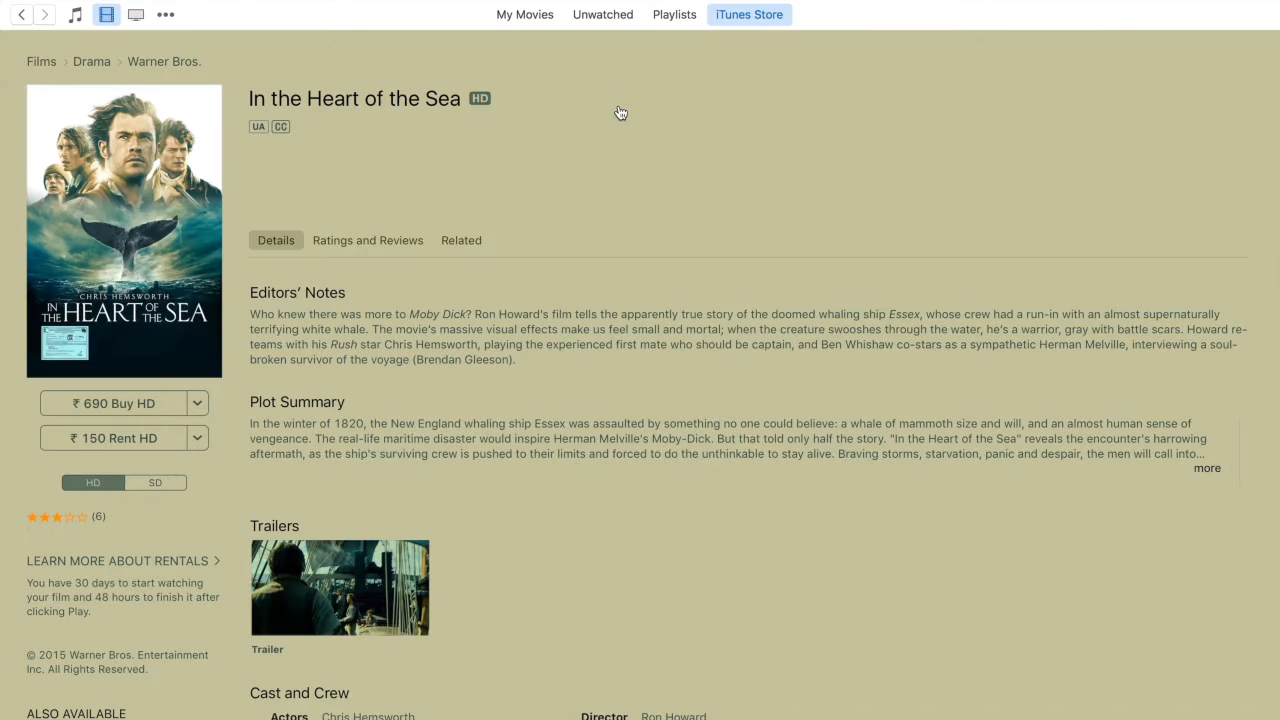 My Movies Unwatched Playlists iTunes Store
Films > Drama > Warner Bros.
In the Heart of the Sea HD
UA CC
CHRIS HEMSWORTH
IN THE HEART OF THE SEA
₹ 690 Buy HD
₹ 150 Rent HD
HD SD
(6)
LEARN MORE ABOUT RENTALS >
You have 30 days to start watching
your film and 48 hours to finish it after
clicking Play.
© 2015 Warner Bros. Entertainment
Inc. All Rights Reserved.
ALSO AVAILABLE
Details Ratings and Reviews Related
Editors' Notes
Who knew there was more to Moby Dick? Ron Howard's film tells the apparently true story of the doomed whaling ship Essex, whose crew had a run-in with an almost supernaturally
terrifying white whale. The movie's massive visual effects make us feel small and mortal; when the creature swooshes through the water, he's a warrior, gray with battle scars. Howard re-
teams with his Rush star Chris Hemsworth, playing the experienced first mate who should be captain, and Ben Whishaw co-stars as a sympathetic Herman Melville, interviewing a soul-
broken survivor of the voyage (Brendan Gleeson).
Plot Summary
In the winter of 1820, the New England whaling ship Essex was assaulted by something no one could believe: a whale of mammoth size and will, and an almost human sense of
vengeance. The real-life maritime disaster would inspire Herman Melville's Moby-Dick. But that told only half the story. "In the Heart of the Sea" reveals the encounter's harrowing
aftermath, as the ship's surviving crew is pushed to their limits and forced to do the unthinkable to stay alive. Braving storms, starvation, panic and despair, the men will call into...
more
Trailers
Trailer
Cast and Crew
Actors Chris Hemsworth Director Ron Howard